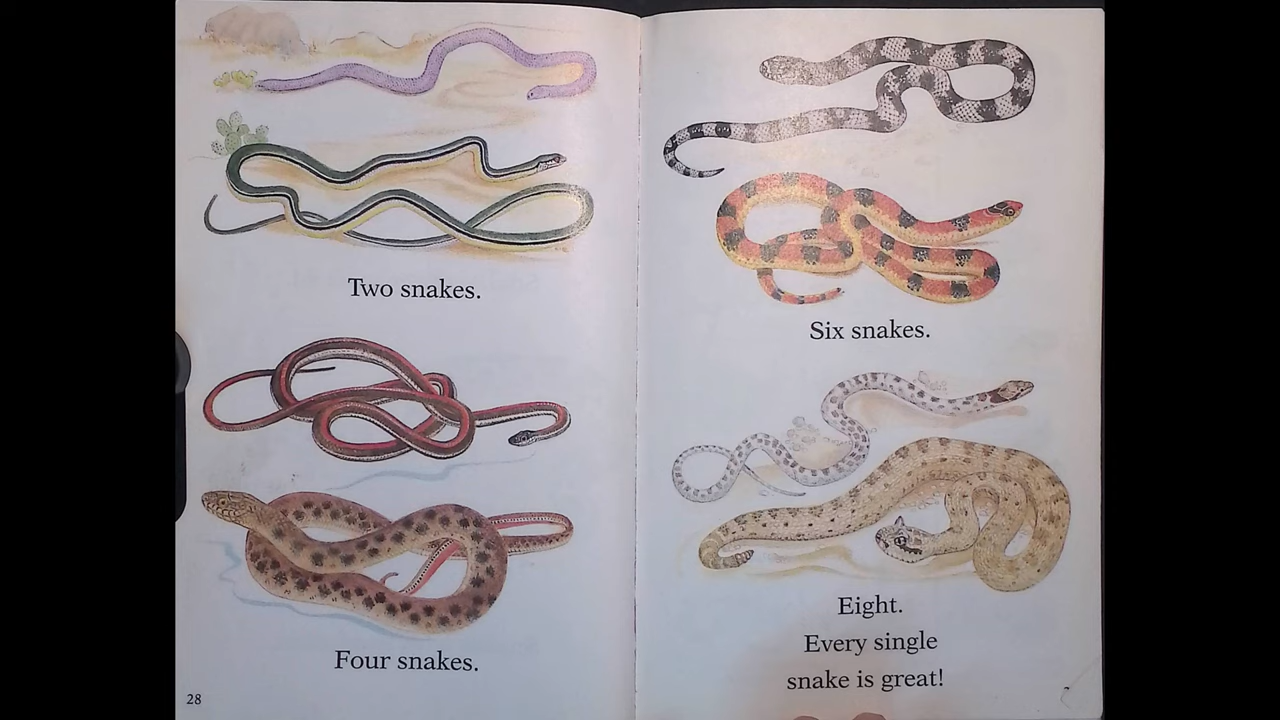 Two snakes.
Four snakes.
28
Six snakes.
Eight.
Every single
snake is great!